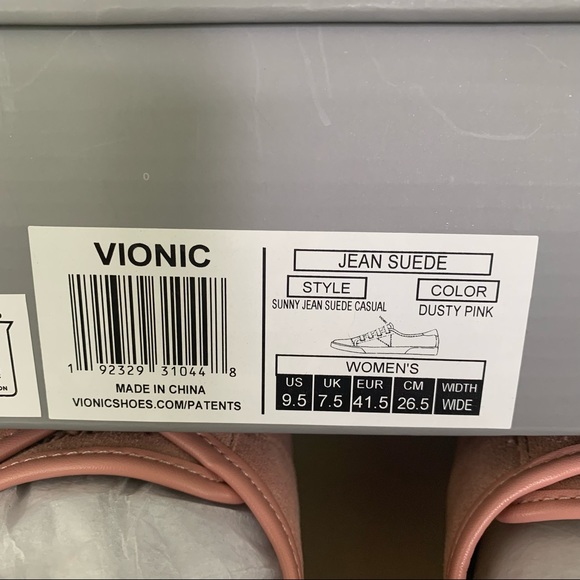 VIONIC
1 92329 31044 8
MADE IN CHINA
VIONICSHOES.COM/PATENTS
JEAN SUEDE
STYLE COLOR
SUNNY JEAN SUEDE CASUAL DUSTY PINK
WOMEN'S
US UK EUR CM WIDTH
9.5 7.5 41.5 26.5 WIDE